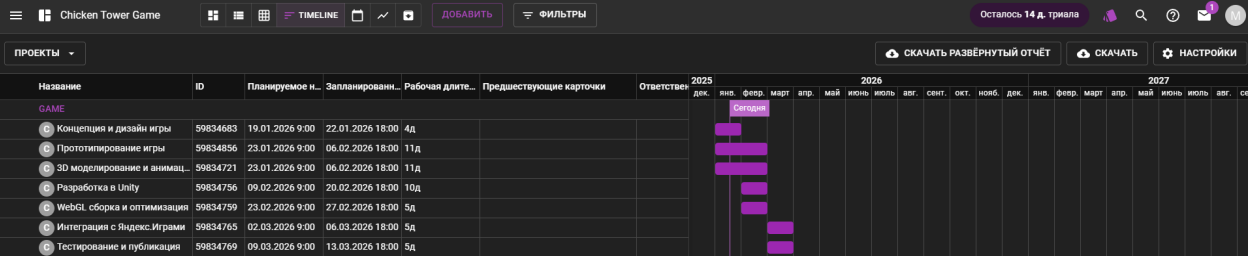 Chicken Tower Game TIMELINE ДОБАВИТЬ ФИЛЬТРЫ Осталось 14 д. триала 1 M
ПРОЕКТЫ СКАЧАТЬ РАЗВЁРНУТЫЙ ОТЧЁТ СКАЧАТЬ НАСТРОЙКИ
2025 2026 2027
Название ID Планируемое н... Запланированн... Рабочая длите... Предшествующие карточки Ответствен
дек. янв. февр. март апр. май июнь июль авг. сент. окт. нояб. дек. янв. февр. март апр. май июнь июль авг. се
GAME Сегодня
C Концепция и дизайн игры 59834683 19.01.2026 9:00 22.01.2026 18:00 4д
C Прототипирование игры 59834856 23.01.2026 9:00 06.02.2026 18:00 11д
C 3D моделирование и анимац... 59834721 23.01.2026 9:00 06.02.2026 18:00 11д
C Разработка в Unity 59834756 09.02.2026 9:00 20.02.2026 18:00 10д
C WebGL сборка и оптимизация 59834759 23.02.2026 9:00 27.02.2026 18:00 5д
C Интеграция с Яндекс.Играми 59834765 02.03.2026 9:00 06.03.2026 18:00 5д
C Тестирование и публикация 59834769 09.03.2026 9:00 13.03.2026 18:00 5д